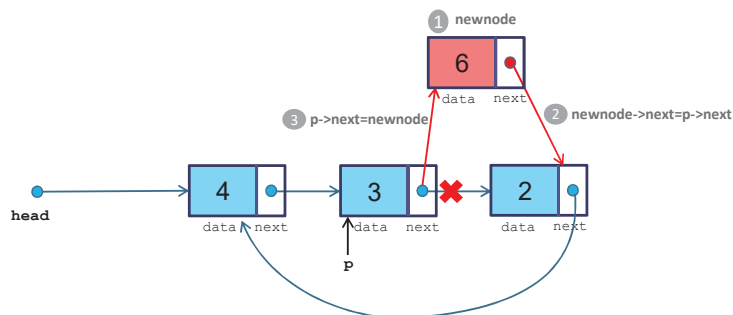 1 newnode
6
data next
3 p->next=newnode
2 newnode->next=p->next
4
3
2
head
data next
data next
data next
p